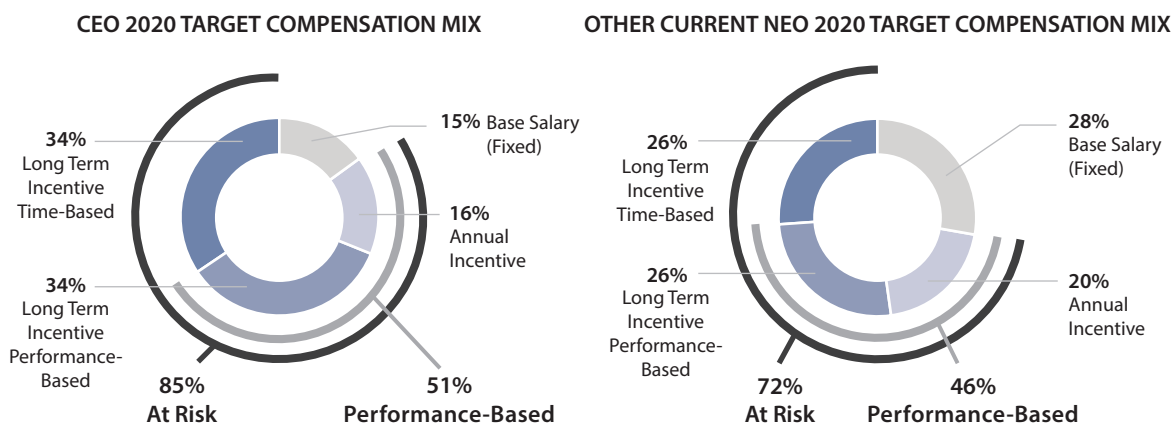 CEO 2020 TARGET COMPENSATION MIX
34%
Long Term
Incentive
Time-Based
15% Base Salary
(Fixed)
16%
Annual
Incentive
34%
Long Term
Incentive
Performance-
Based
85%
At Risk
51%
Performance-Based
OTHER CURRENT NEO 2020 TARGET COMPENSATION MIX
26%
Long Term
Incentive
Time-Based
28%
Base Salary
(Fixed)
26%
Long Term
Incentive
Performance-
Based
20%
Annual
Incentive
72%
At Risk
46%
Performance-Based